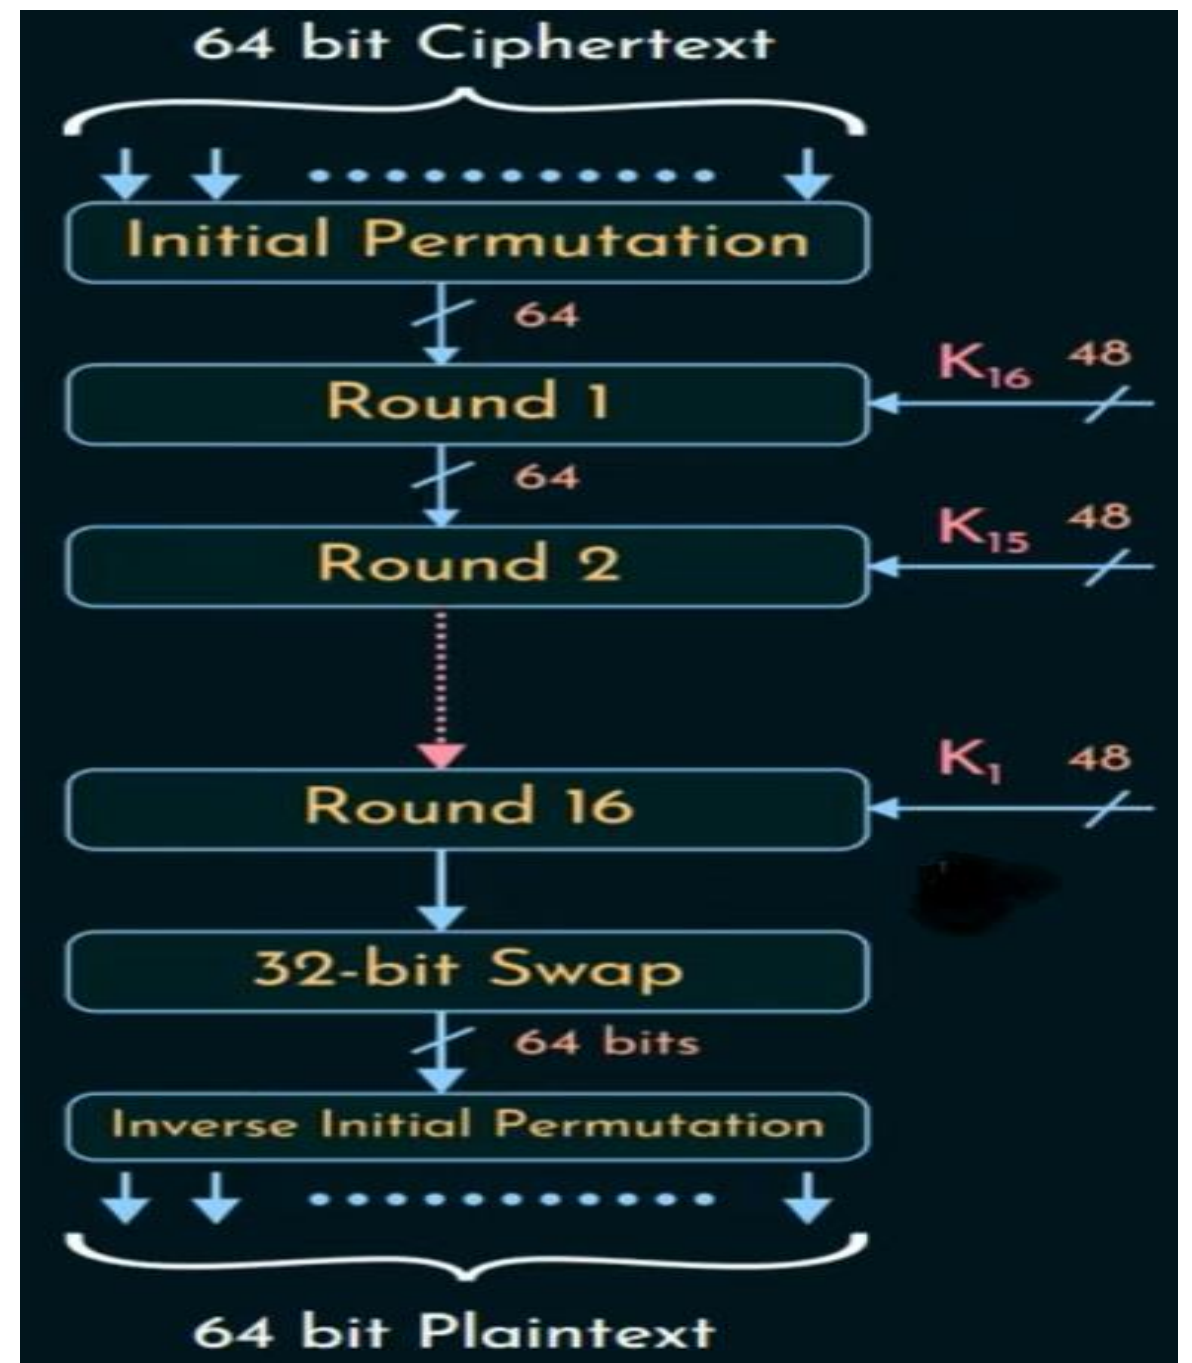 64 bit Ciphertext
Initial Permutation
64
Round 1
K₁₆ 48
64
Round 2
K₁₅ 48
Round 16
K₁ 48
32-bit Swap
64 bits
Inverse Initial Permutation
64 bit Plaintext